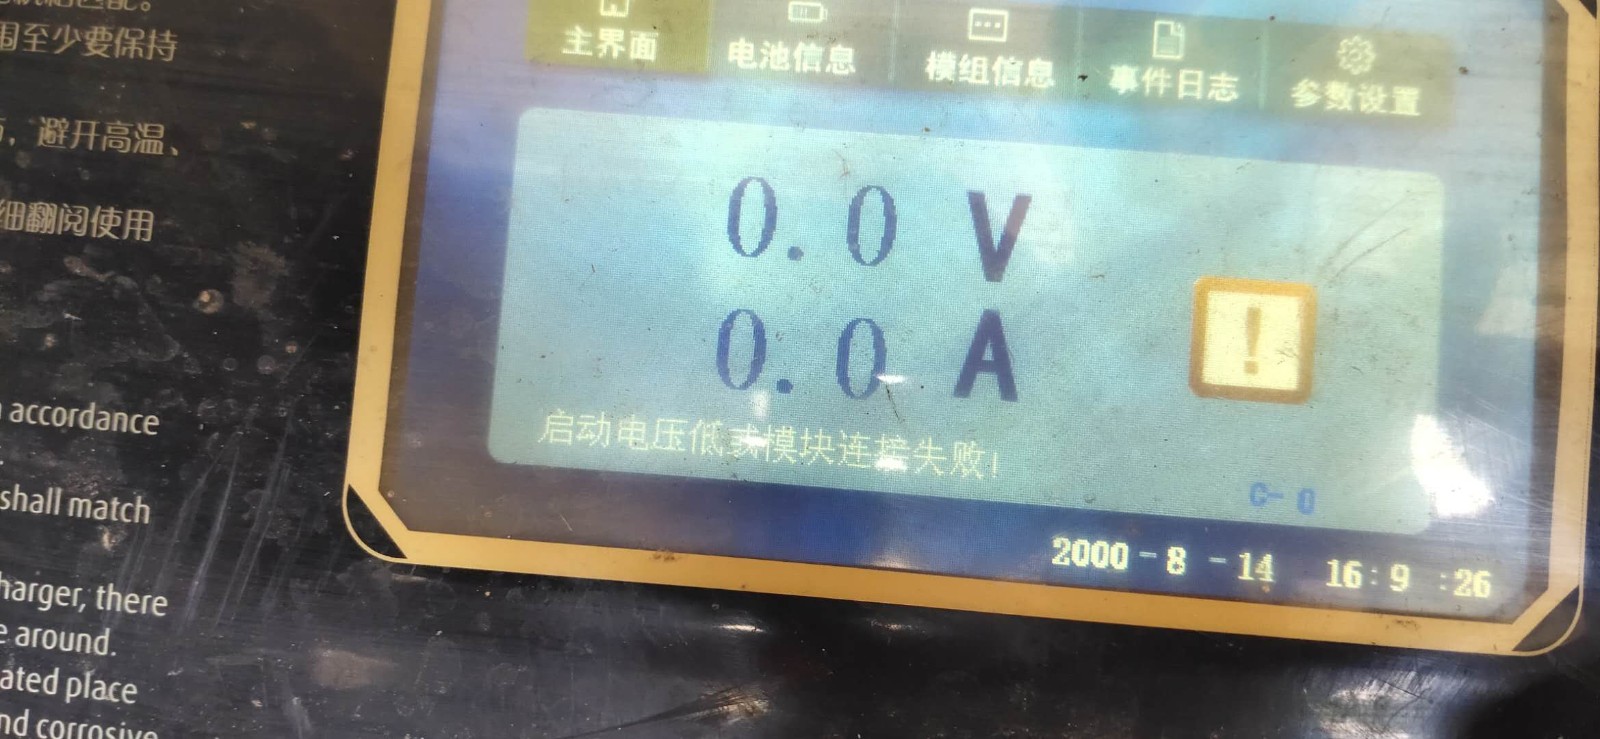 围至少要保持
避开高温、
细翻阅使用
accordance
shall match
harger, there
around.
ated place
nd corrosive
主界面 电池信息 模组信息 事件日志 参数设置
0.0 V
0.0 A
!
启动电压低或模块连接失败!
C- 0
2000 - 8 - 14 16 : 9 : 26